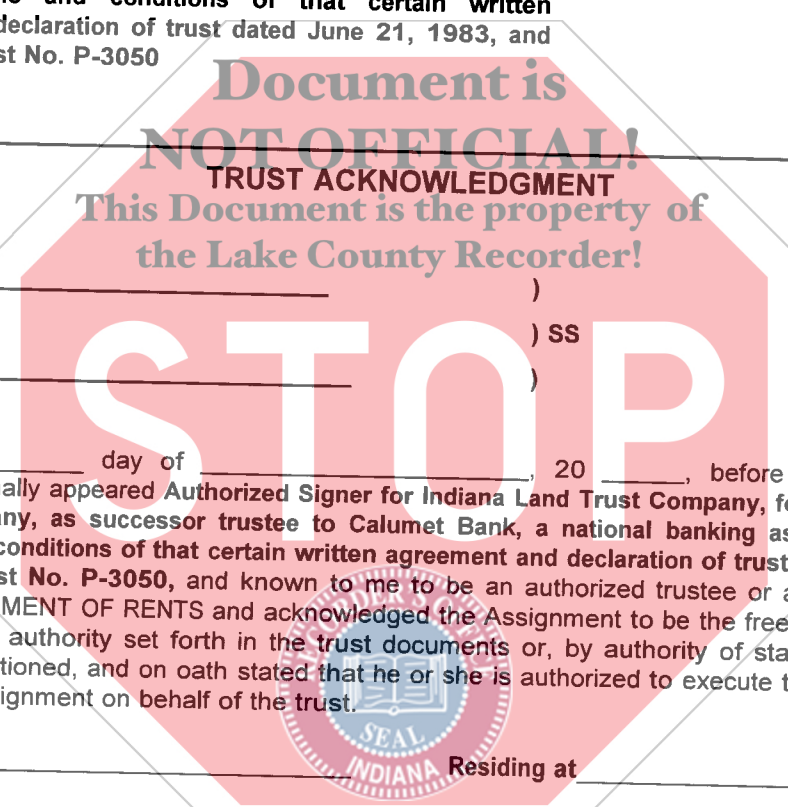 and conditions of that certain written
declaration of trust dated June 21, 1983, and
st No. P-3050
Document is
NOT OFFICIAL!
TRUST ACKNOWLEDGMENT
This Document is the property of
the Lake County Recorder!
)
) SS
)
STOP
day of , 20 , before
ally appeared Authorized Signer for Indiana Land Trust Company, f
ny, as successor trustee to Calumet Bank, a national banking as
conditions of that certain written agreement and declaration of trust
st No. P-3050, and known to me to be an authorized trustee or a
MENT OF RENTS and acknowledged the Assignment to be the free
authority set forth in the trust documents or, by authority of sta
tioned, and on oath stated that he or she is authorized to execute t
ignment on behalf of the trust.
SEAL
INDIANA
Residing at